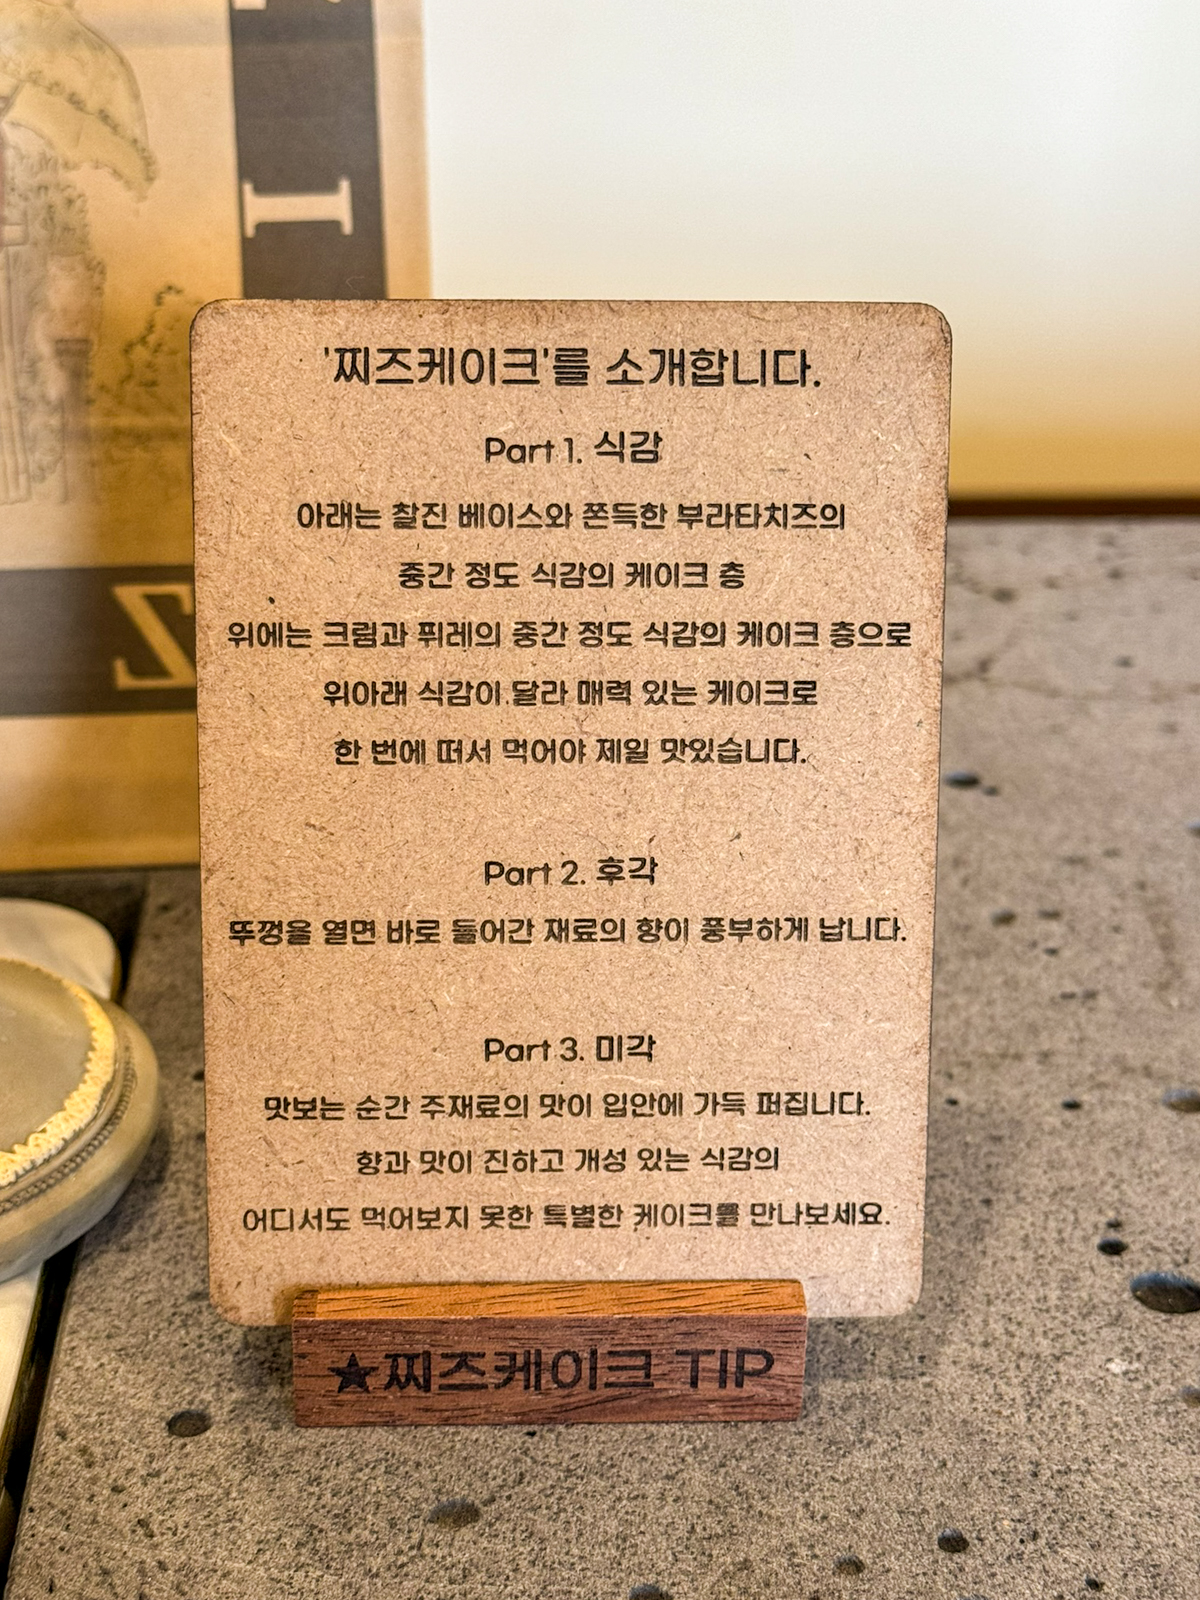 I
Z
'찌즈케이크'를 소개합니다.
Part 1. 식감
아래는 찰진 베이스와 쫀득한 부라타치즈의
중간 정도 식감의 케이크 층
위에는 크림과 퓌레의 중간 정도 식감의 케이크 층으로
위아래 식감이 달라 매력 있는 케이크로
한 번에 떠서 먹어야 제일 맛있습니다.
Part 2. 후각
뚜껑을 열면 바로 들어간 재료의 향이 풍부하게 납니다.
Part 3. 미각
맛보는 순간 주재료의 맛이 입안에 가득 퍼집니다.
향과 맛이 진하고 개성 있는 식감의
어디서도 먹어보지 못한 특별한 케이크를 만나보세요.
★찌즈케이크 TIP